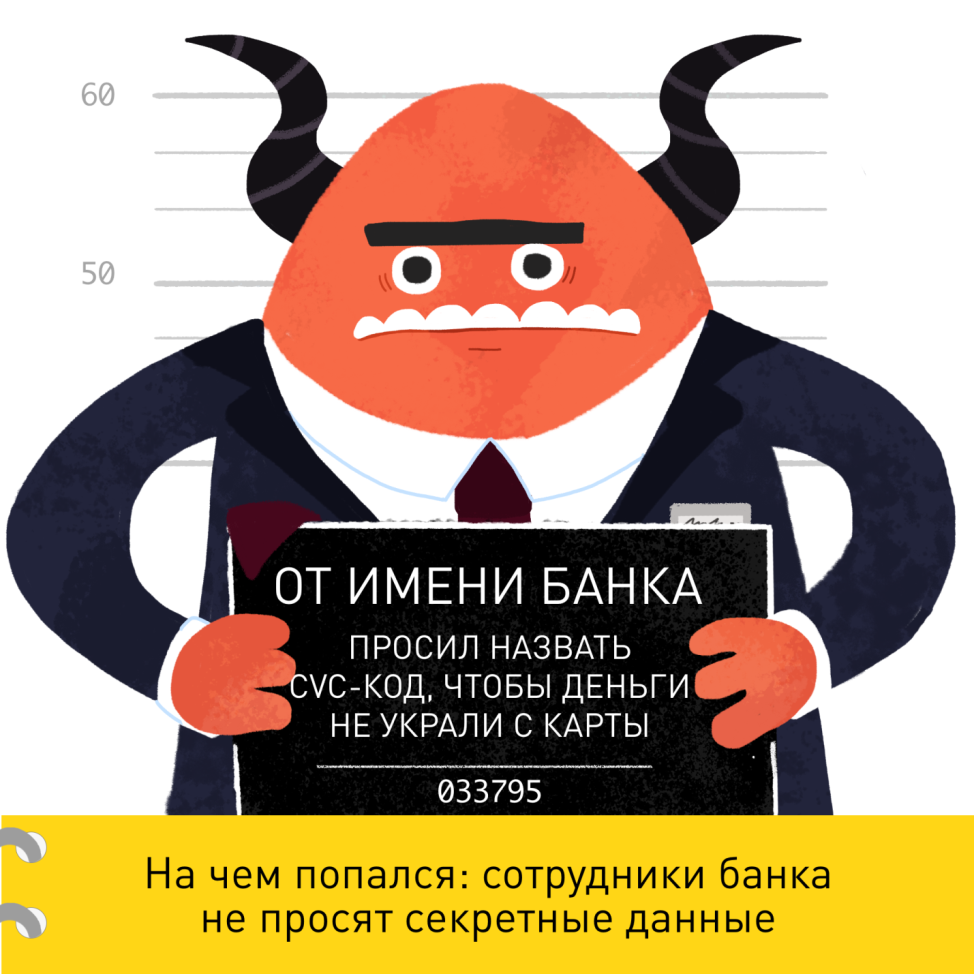 60
50
ОТ ИМЕНИ БАНКА
ПРОСИЛ НАЗВАТЬ
CVC-КОД, ЧТОБЫ ДЕНЬГИ
НЕ УКРАЛИ С КАРТЫ
033795
На чем попался: сотрудники банка
не просят секретные данные